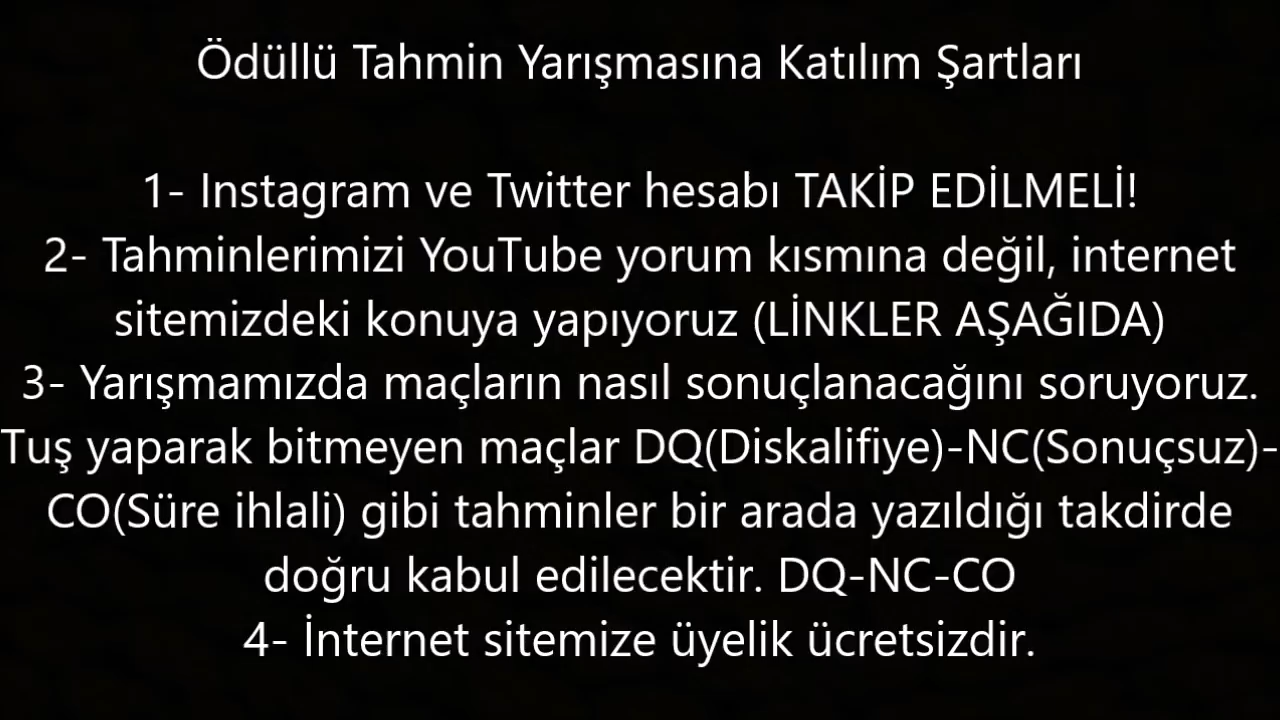 Ödüllü Tahmin Yarışmasına Katılım Şartları
1- Instagram ve Twitter hesabı TAKİP EDİLMELİ!
2- Tahminlerimizi YouTube yorum kısmına değil, internet
sitemizdeki konuya yapıyoruz (LİNKLER AŞAĞIDA)
3- Yarışmamızda maçların nasıl sonuçlanacağını soruyoruz.
Tuş yaparak bitmeyen maçlar DQ(Diskalifiye)-NC(Sonuçsuz)-
CO(Süre ihlali) gibi tahminler bir arada yazıldığı takdirde
doğru kabul edilecektir. DQ-NC-CO
4- İnternet sitemize üyelik ücretsizdir.